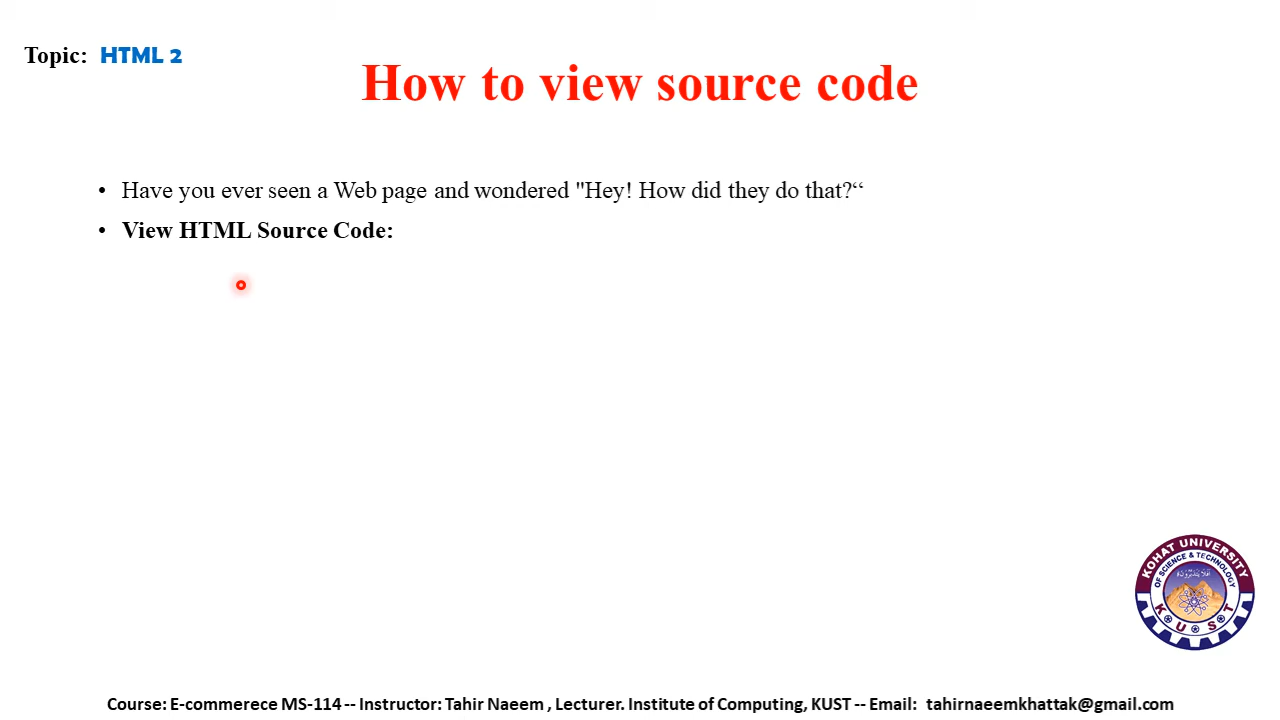 Topic: HTML 2
How to view source code
• Have you ever seen a Web page and wondered "Hey! How did they do that?“
• View HTML Source Code:
KOHAT UNIVERSITY
OF SCIENCE & TECHNOLOGY
K U S T
Course: E-commerece MS-114 -- Instructor: Tahir Naeem , Lecturer. Institute of Computing, KUST -- Email: tahirnaeemkhattak@gmail.com